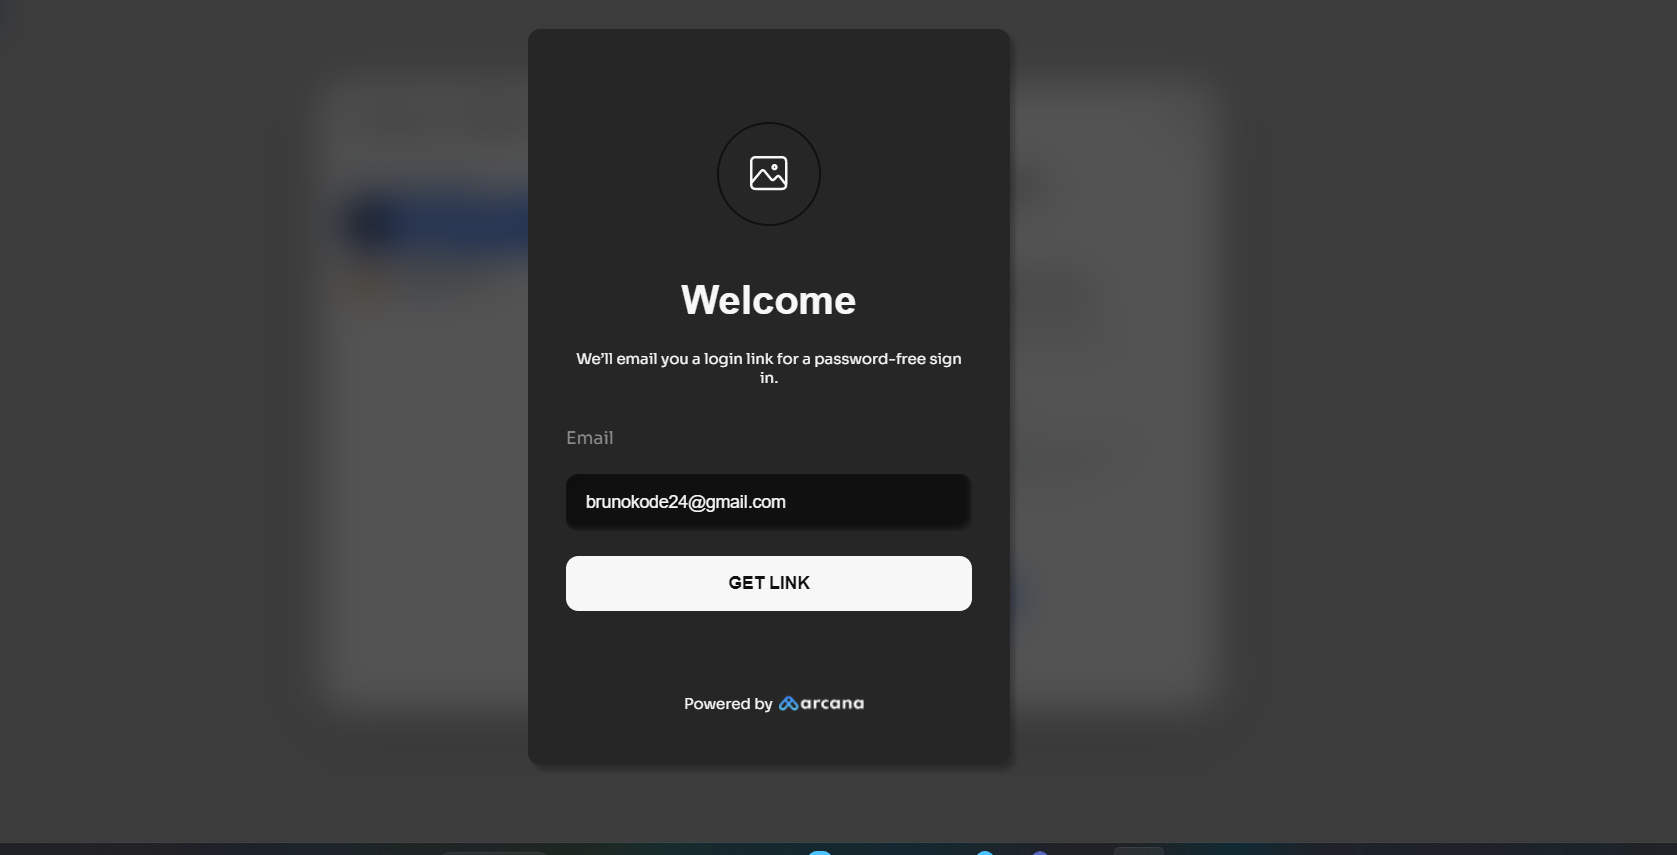 Welcome
We'll email you a login link for a password-free sign
in.
Email
brunokode24@gmail.com
GET LINK
Powered by arcana